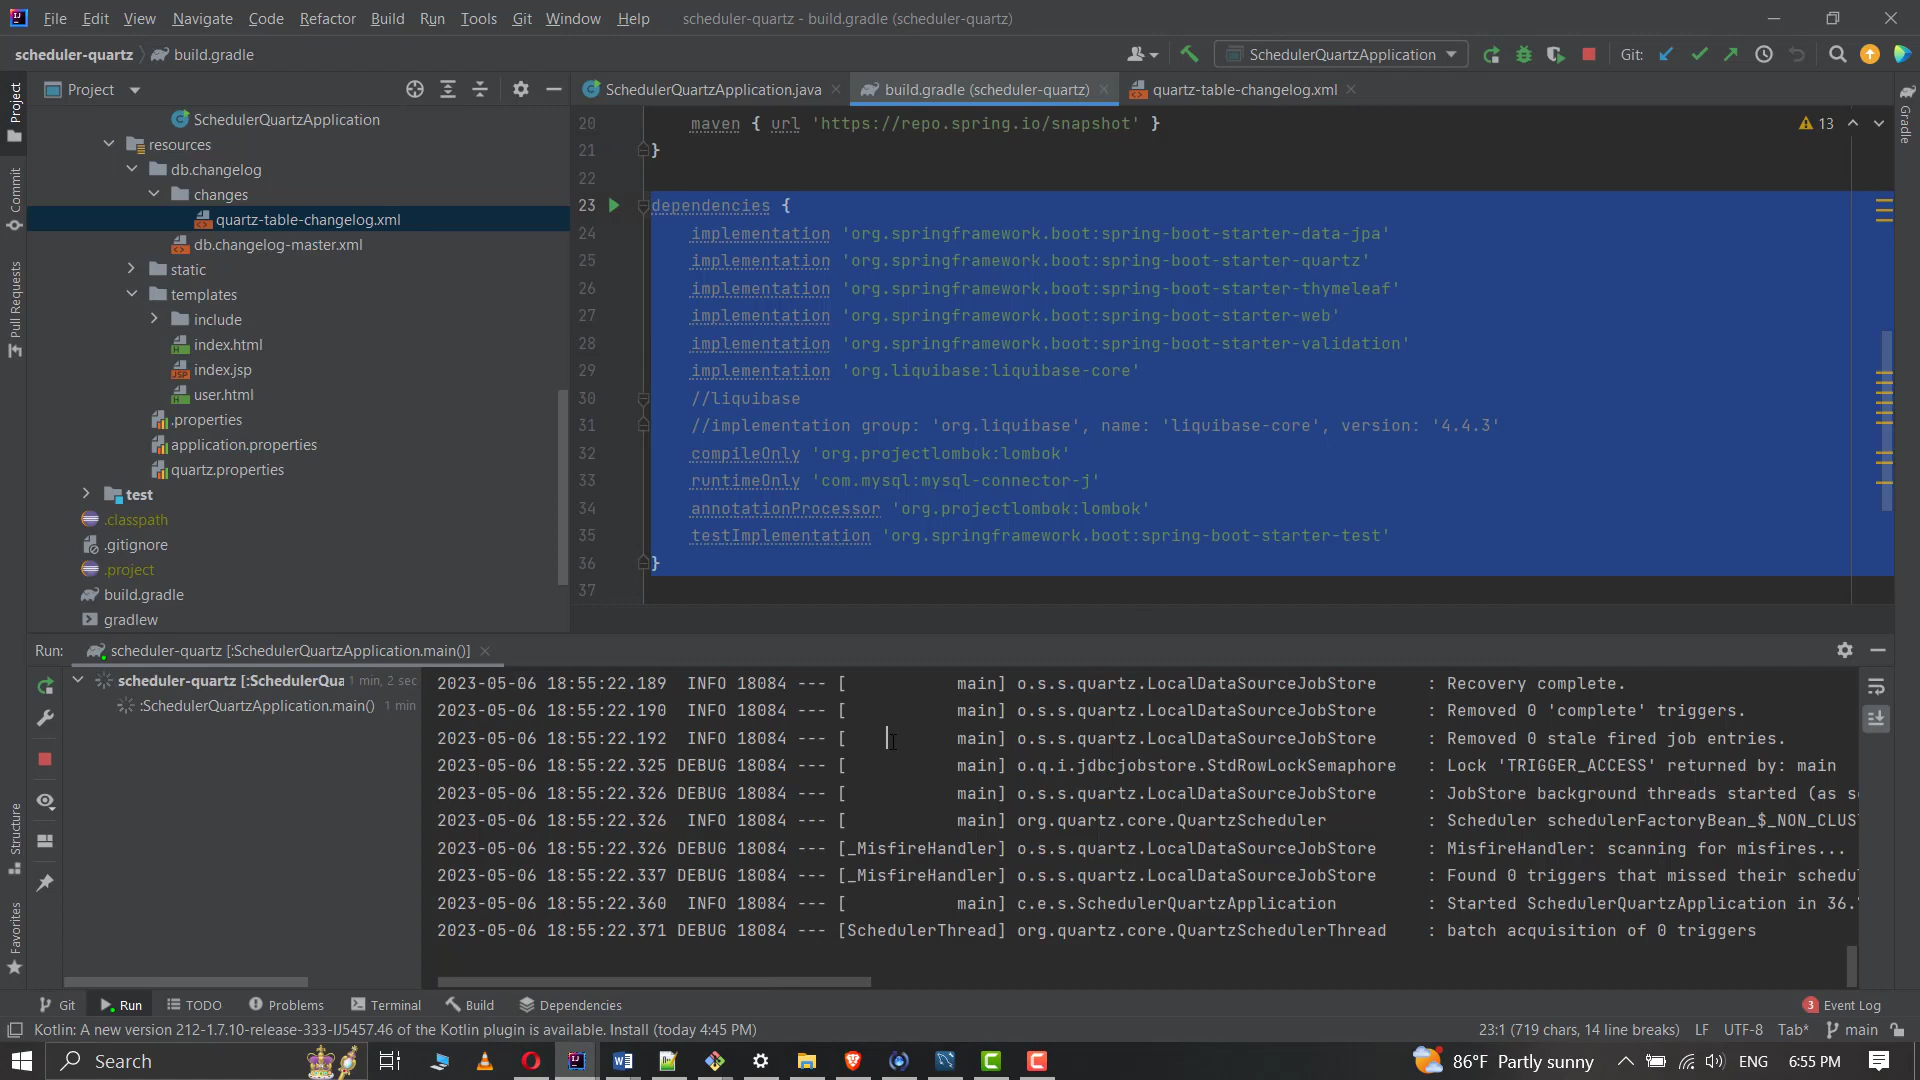 File Edit View Navigate Code Refactor Build Run Tools Git Window Help scheduler-quartz - build.gradle (scheduler-quartz)
scheduler-quartz build.gradle SchedulerQuartzApplication Git:
Project SchedulerQuartzApplication.java build.gradle (scheduler-quartz) quartz-table-changelog.xml
Project
Commit
Pull Requests
Structure
Favorites
Gradle
SchedulerQuartzApplication
resources
db.changelog
changes
quartz-table-changelog.xml
db.changelog-master.xml
static
templates
include
index.html
index.jsp
user.html
.properties
application.properties
quartz.properties
test
.classpath
.gitignore
.project
build.gradle
gradlew
13
20 maven { url 'https://repo.spring.io/snapshot' }
21 }
22
23 dependencies {
24 implementation 'org.springframework.boot:spring-boot-starter-data-jpa'
25 implementation 'org.springframework.boot:spring-boot-starter-quartz'
26 implementation 'org.springframework.boot:spring-boot-starter-thymeleaf'
27 implementation 'org.springframework.boot:spring-boot-starter-web'
28 implementation 'org.springframework.boot:spring-boot-starter-validation'
29 implementation 'org.liquibase:liquibase-core'
30 //liquibase
31 //implementation group: 'org.liquibase', name: 'liquibase-core', version: '4.4.3'
32 compileOnly 'org.projectlombok:lombok'
33 runtimeOnly 'com.mysql:mysql-connector-j'
34 annotationProcessor 'org.projectlombok:lombok'
35 testImplementation 'org.springframework.boot:spring-boot-starter-test'
36 }
37
Run: scheduler-quartz [:SchedulerQuartzApplication.main()]
scheduler-quartz [:SchedulerQua 1 min, 2 sec
:SchedulerQuartzApplication.main() 1 min
2023-05-06 18:55:22.189 INFO 18084 --- [ main] o.s.s.quartz.LocalDataSourceJobStore : Recovery complete.
2023-05-06 18:55:22.190 INFO 18084 --- [ main] o.s.s.quartz.LocalDataSourceJobStore : Removed 0 'complete' triggers.
2023-05-06 18:55:22.192 INFO 18084 --- [ main] o.s.s.quartz.LocalDataSourceJobStore : Removed 0 stale fired job entries.
2023-05-06 18:55:22.325 DEBUG 18084 --- [ main] o.q.i.jdbcjobstore.StdRowLockSemaphore : Lock 'TRIGGER_ACCESS' returned by: main
2023-05-06 18:55:22.326 DEBUG 18084 --- [ main] o.s.s.quartz.LocalDataSourceJobStore : JobStore background threads started (as s
2023-05-06 18:55:22.326 INFO 18084 --- [ main] org.quartz.core.QuartzScheduler : Scheduler schedulerFactoryBean_$_NON_CLUS
2023-05-06 18:55:22.326 DEBUG 18084 --- [_MisfireHandler] o.s.s.quartz.LocalDataSourceJobStore : MisfireHandler: scanning for misfires...
2023-05-06 18:55:22.337 DEBUG 18084 --- [_MisfireHandler] o.s.s.quartz.LocalDataSourceJobStore : Found 0 triggers that missed their schedu
2023-05-06 18:55:22.360 INFO 18084 --- [ main] c.e.s.SchedulerQuartzApplication : Started SchedulerQuartzApplication in 36.
2023-05-06 18:55:22.371 DEBUG 18084 --- [SchedulerThread] org.quartz.core.QuartzSchedulerThread : batch acquisition of 0 triggers
Git Run TODO Problems Terminal Build Dependencies 3 Event Log
Kotlin: A new version 212-1.7.10-release-333-IJ5457.46 of the Kotlin plugin is available. Install (today 4:45 PM) 23:1 (719 chars, 14 line breaks) LF UTF-8 Tab* main
Search 86°F Partly sunny ENG 6:55 PM